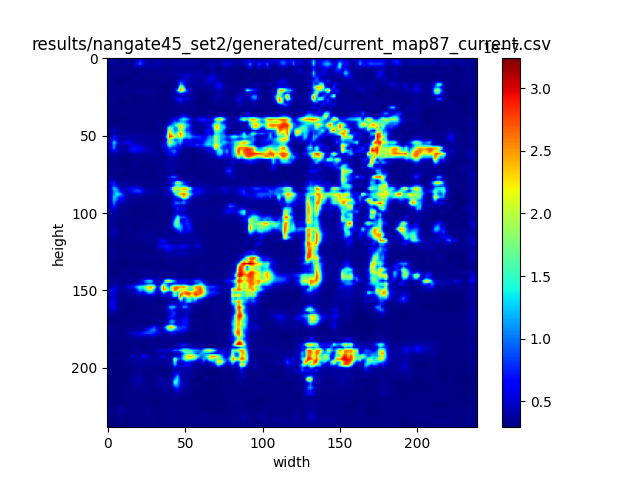 results/nangate45_set2/generated/current_map87_current.csv
1e−7
0
50
100
150
200
height
0 50 100 150 200
width
3.0
2.5
2.0
1.5
1.0
0.5